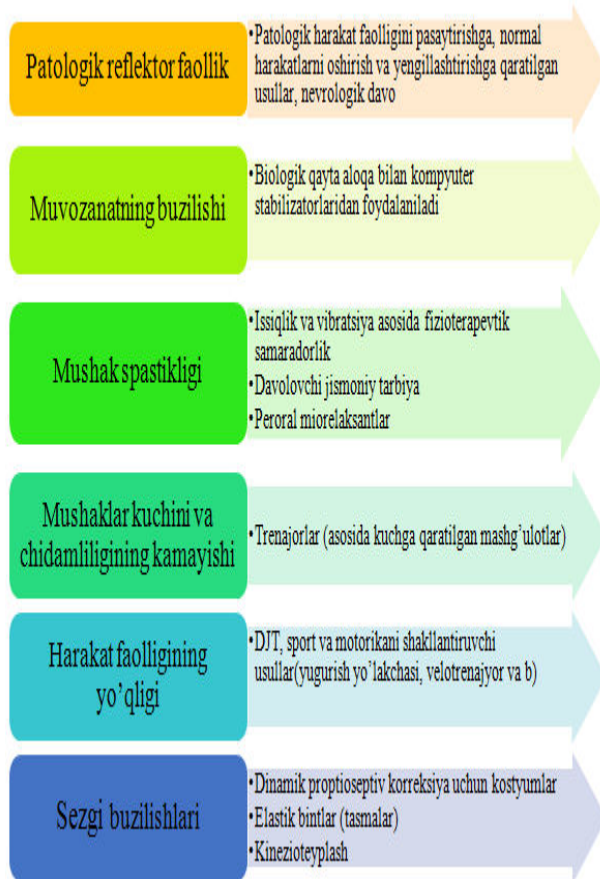 Patologik reflektor faollik
•Patologik harakat faolligini pasaytirishga, normal
harakatlarni oshirish va yengillashtirishga qaratilgan
usullar, nevrologik davo
Muvozanatning buzilishi
•Biologik qayta aloqa bilan kompyuter
stabilizatorlaridan foydalaniladi
Mushak spastikligi
•Issiqlik va vibratsiya asosida fizioterapevtik
samaradorlik
•Davolovchi jismoniy tarbiya
•Peroral miorelaksantlar
Mushaklar kuchini va
chidamliligining kamayishi
•Trenajorlar (asosida kuchga qaratilgan mashg’ulotlar)
Harakat faolligining
yo’qligi
•DJT, sport va motorikani shakllantiruvchi
usullar(yugurish yo’lakchasi, velotrenajyor va b)
Sezgi buzilishlari
•Dinamik proptioseptiv korreksiya uchun kostyumlar
•Elastik bintlar (tasmalar)
•Kinezioteyplash